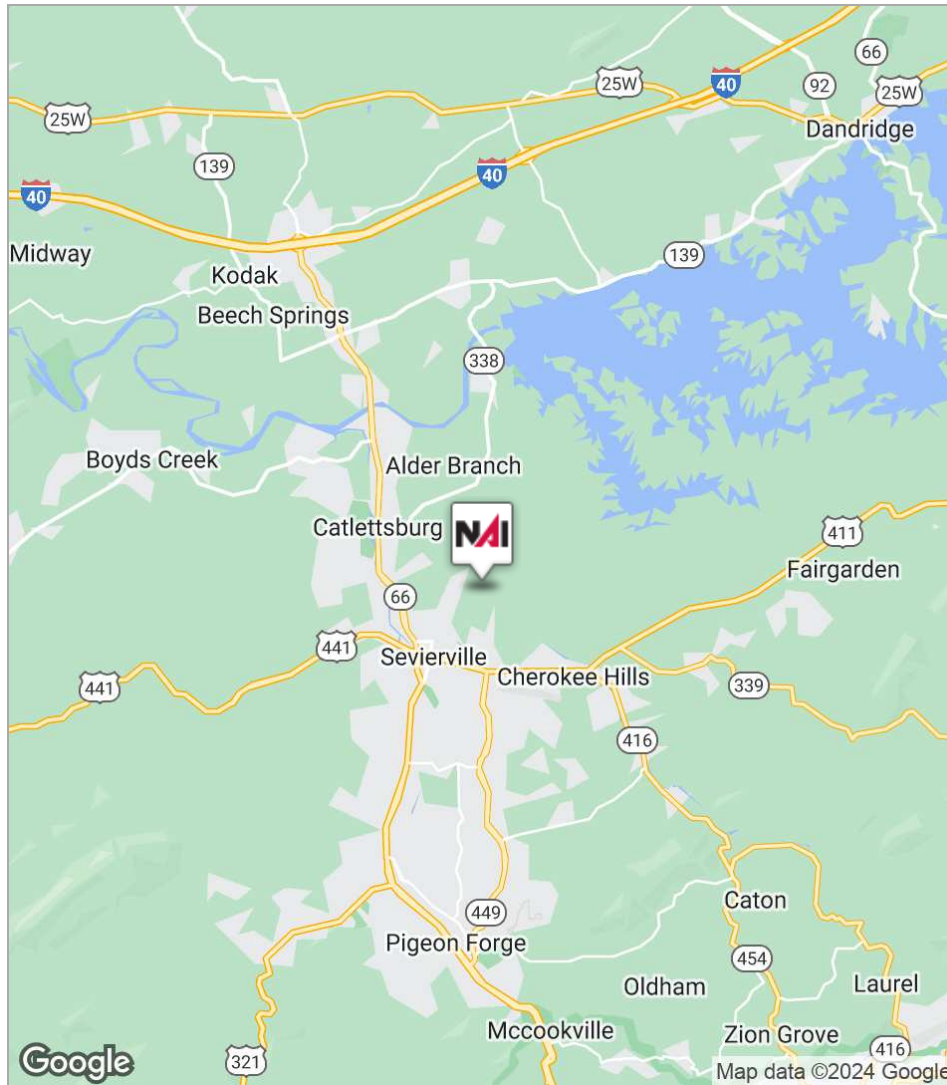 66
40
92
25W
25W
25W
Dandridge
139
40
40
Midway
139
Kodak
Beech Springs
338
Boyds Creek
Alder Branch
Catlettsburg
NAI
411
Fairgarden
66
441
Sevierville
Cherokee Hills
441
339
416
Caton
449
Pigeon Forge
454
Oldham
Laurel
Mccookville
Zion Grove
416
Google
321
Map data ©2024 Google